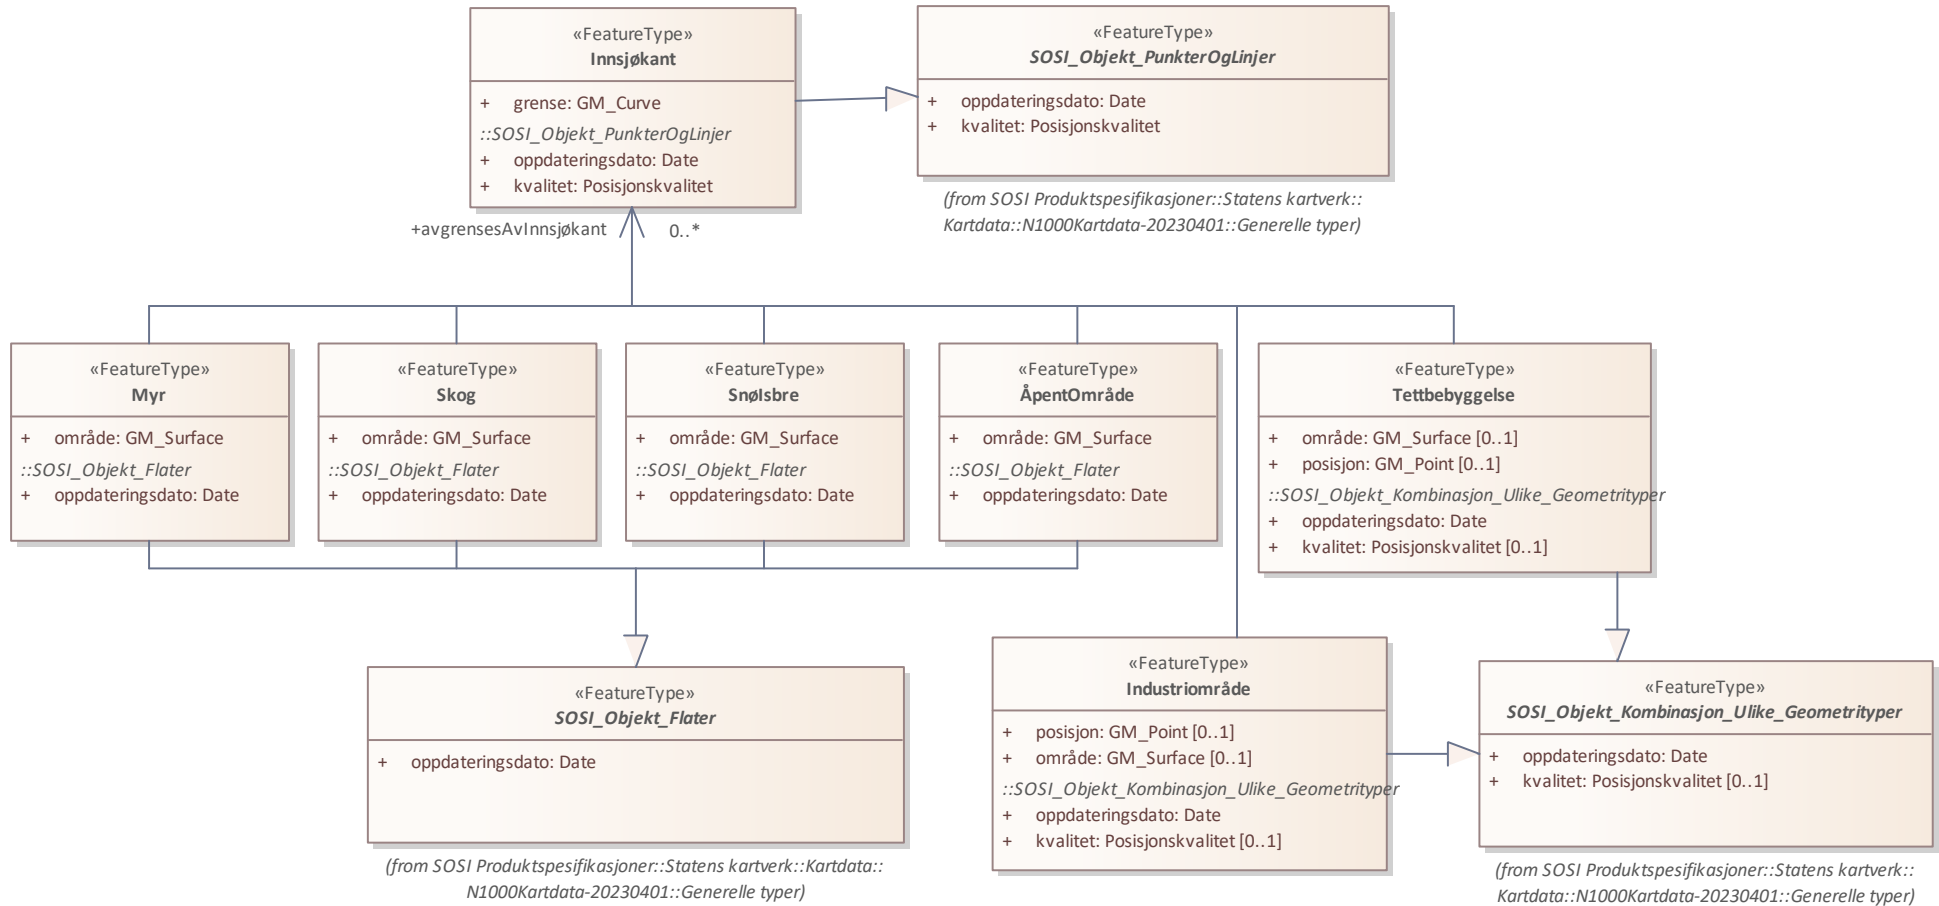 «FeatureType»
Innsjøkant
+ grense: GM_Curve
::SOSI_Objekt_PunkterOgLinjer
+ oppdateringsdato: Date
+ kvalitet: Posisjonskvalitet
«FeatureType»
SOSI_Objekt_PunkterOgLinjer
+ oppdateringsdato: Date
+ kvalitet: Posisjonskvalitet
(from SOSI Produktspesifikasjoner::Statens kartverk::
Kartdata::N1000Kartdata-20230401::Generelle typer)
+avgrensesAvInnsjøkant 0..*
«FeatureType»
Myr
+ område: GM_Surface
::SOSI_Objekt_Flater
+ oppdateringsdato: Date
«FeatureType»
Skog
+ område: GM_Surface
::SOSI_Objekt_Flater
+ oppdateringsdato: Date
«FeatureType»
SnøIsbre
+ område: GM_Surface
::SOSI_Objekt_Flater
+ oppdateringsdato: Date
«FeatureType»
ÅpentOmråde
+ område: GM_Surface
::SOSI_Objekt_Flater
+ oppdateringsdato: Date
«FeatureType»
Tettbebyggelse
+ område: GM_Surface [0..1]
+ posisjon: GM_Point [0..1]
::SOSI_Objekt_Kombinasjon_Ulike_Geometrityper
+ oppdateringsdato: Date
+ kvalitet: Posisjonskvalitet [0..1]
«FeatureType»
SOSI_Objekt_Flater
+ oppdateringsdato: Date
(from SOSI Produktspesifikasjoner::Statens kartverk::Kartdata::
N1000Kartdata-20230401::Generelle typer)
«FeatureType»
Industriområde
+ posisjon: GM_Point [0..1]
+ område: GM_Surface [0..1]
::SOSI_Objekt_Kombinasjon_Ulike_Geometrityper
+ oppdateringsdato: Date
+ kvalitet: Posisjonskvalitet [0..1]
«FeatureType»
SOSI_Objekt_Kombinasjon_Ulike_Geometrityper
+ oppdateringsdato: Date
+ kvalitet: Posisjonskvalitet [0..1]
(from SOSI Produktspesifikasjoner::Statens kartverk::
Kartdata::N1000Kartdata-20230401::Generelle typer)